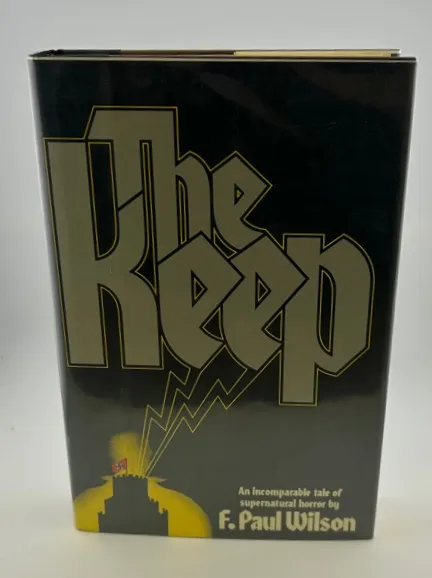 The
Keep
An incomparable tale of
supernatural horror by
F. Paul Wilson